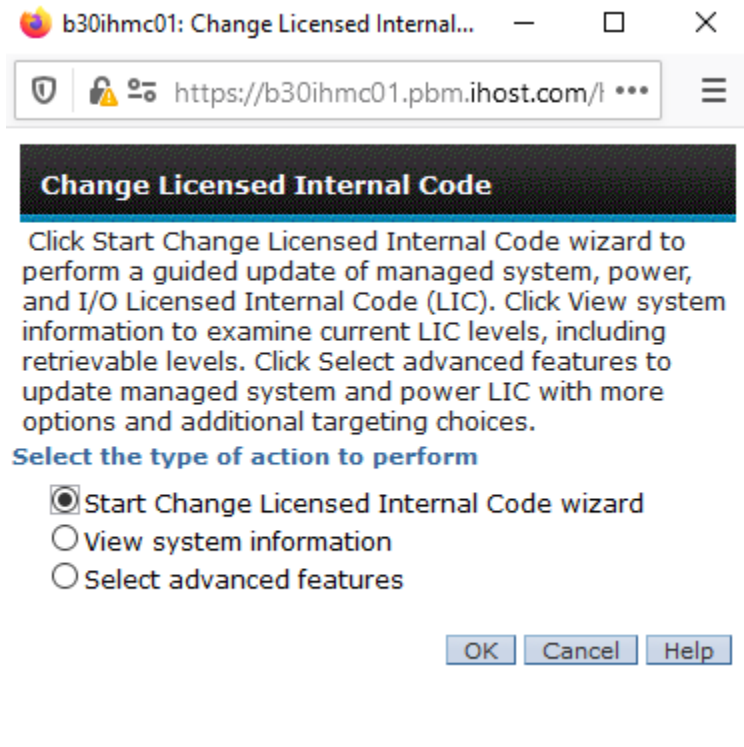 b30ihmc01: Change Licensed Internal...
https://b30ihmc01.pbm.ihost.com/
Change Licensed Internal Code
Click Start Change Licensed Internal Code wizard to
perform a guided update of managed system, power,
and I/O Licensed Internal Code (LIC). Click View system
information to examine current LIC levels, including
retrievable levels. Click Select advanced features to
update managed system and power LIC with more
options and additional targeting choices.
Select the type of action to perform
Start Change Licensed Internal Code wizard
View system information
Select advanced features
OK Cancel Help